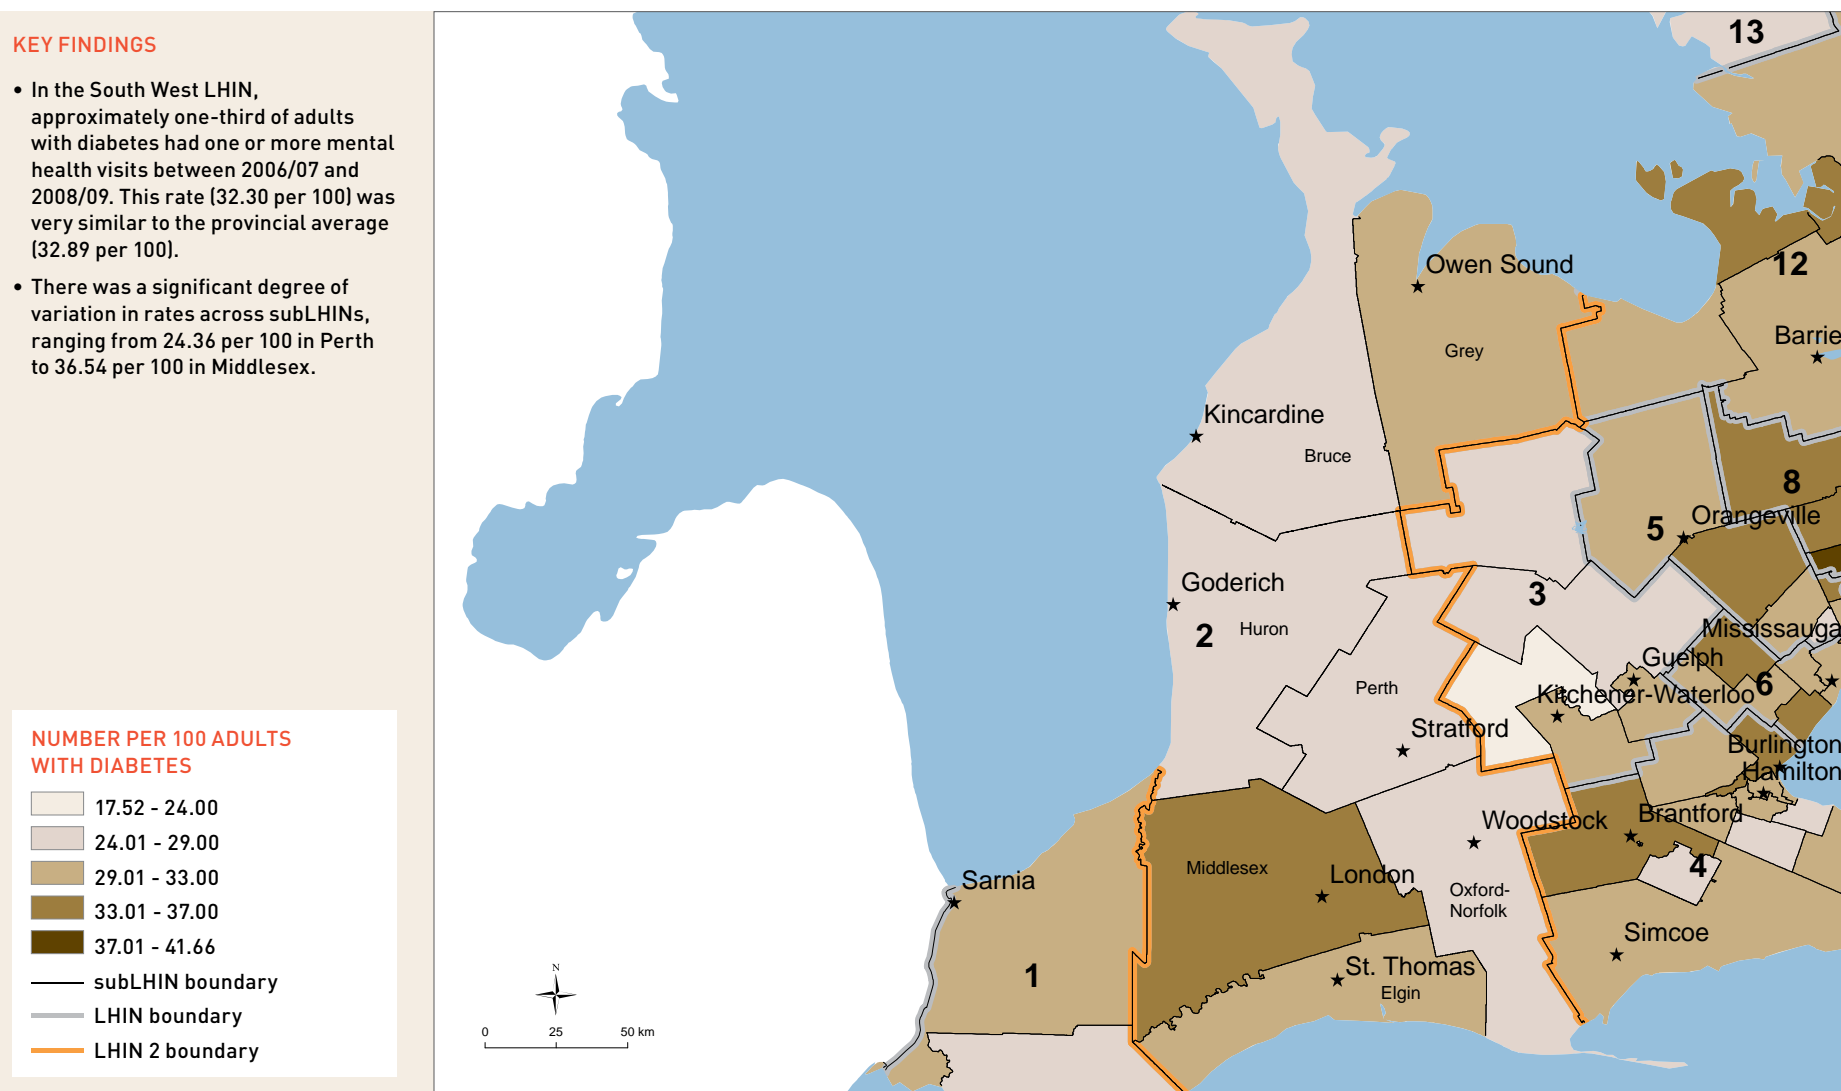 KEY FINDINGS
• In the South West LHIN,
approximately one-third of adults
with diabetes had one or more mental
health visits between 2006/07 and
2008/09. This rate (32.30 per 100) was
very similar to the provincial average
(32.89 per 100).
• There was a significant degree of
variation in rates across subLHINs,
ranging from 24.36 per 100 in Perth
to 36.54 per 100 in Middlesex.
NUMBER PER 100 ADULTS
WITH DIABETES
17.52 - 24.00
24.01 - 29.00
29.01 - 33.00
33.01 - 37.00
37.01 - 41.66
subLHIN boundary
LHIN boundary
LHIN 2 boundary
13
12
Owen Sound
Barrie
Grey
Kincardine
Bruce
8
5
Orangeville
Goderich
3
2
Huron
Mississauga
Guelph
Perth
Kitchener-Waterloo
6
Stratford
Burlington
Hamilton
Woodstock
Brantford
Middlesex
London
4
Sarnia
Oxford-
Norfolk
Simcoe
1
St. Thomas
Elgin
N
0 25 50 km